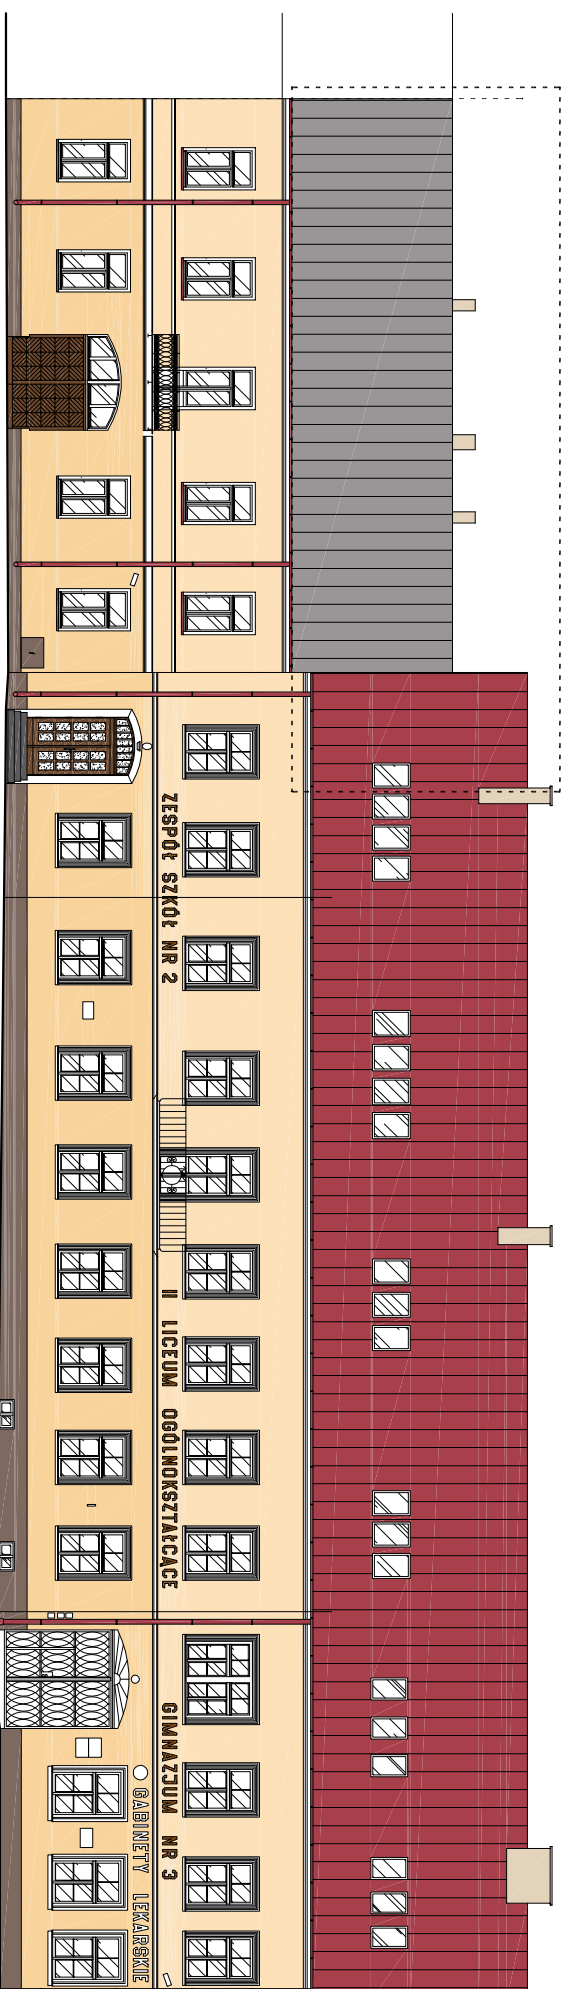 ZESPÓŁ SZKÓŁ NR 2
II LICEUM OGÓLNOKSZTAŁCĄCE
GIMNAZJUM NR 3
GABINETY LEKARSKIE